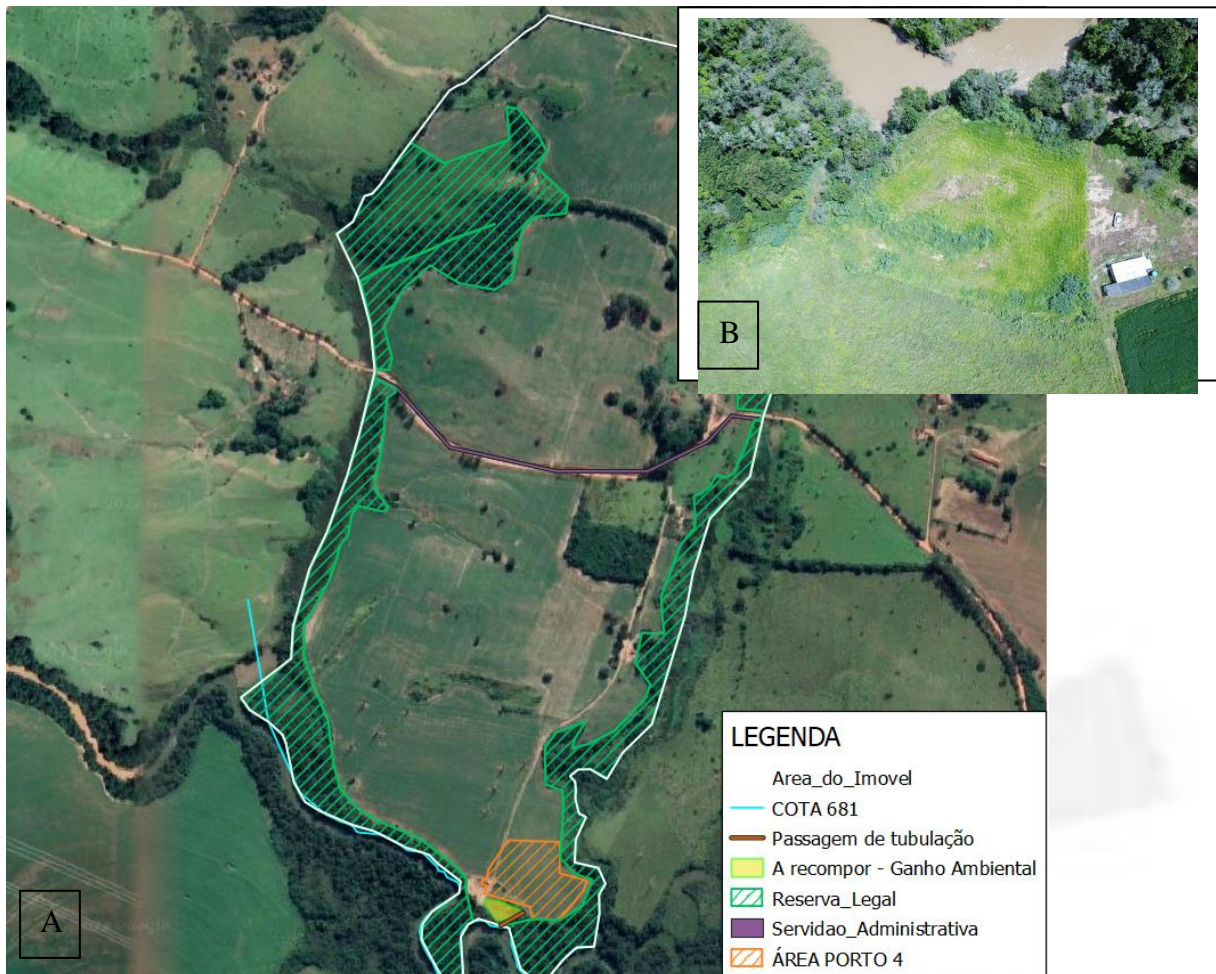 B
LEGENDA
Area_do_Imovel
COTA 681
Passagem de tubulação
A recompor - Ganho Ambiental
Reserva_Legal
Servidao_Administrativa
ÁREA PORTO 4
A